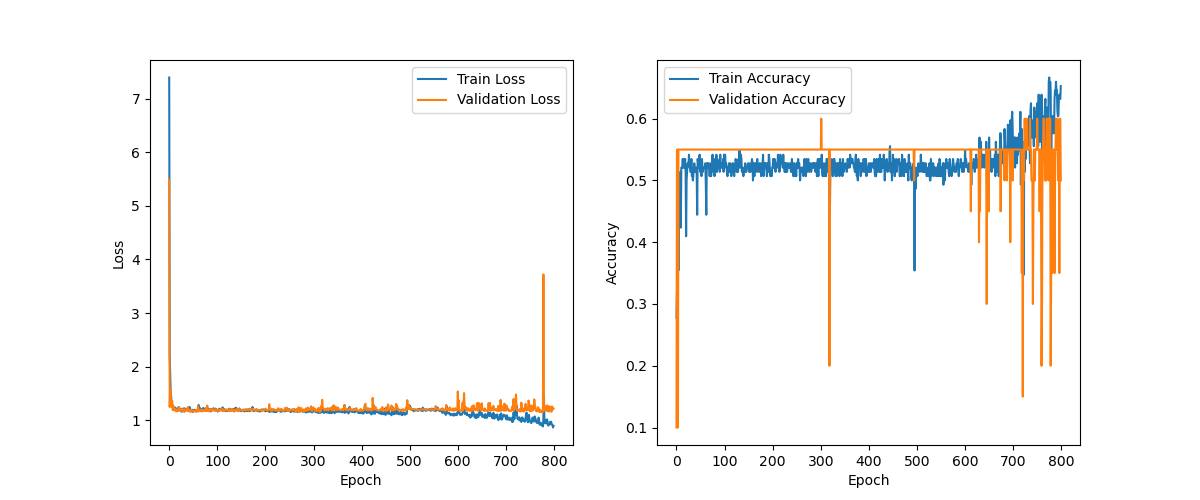 Train Loss
Validation Loss
7
6
5
4
3
2
1
Loss
0 100 200 300 400 500 600 700 800
Epoch
Train Accuracy
Validation Accuracy
0.6
0.5
0.4
0.3
0.2
0.1
Accuracy
0 100 200 300 400 500 600 700 800
Epoch